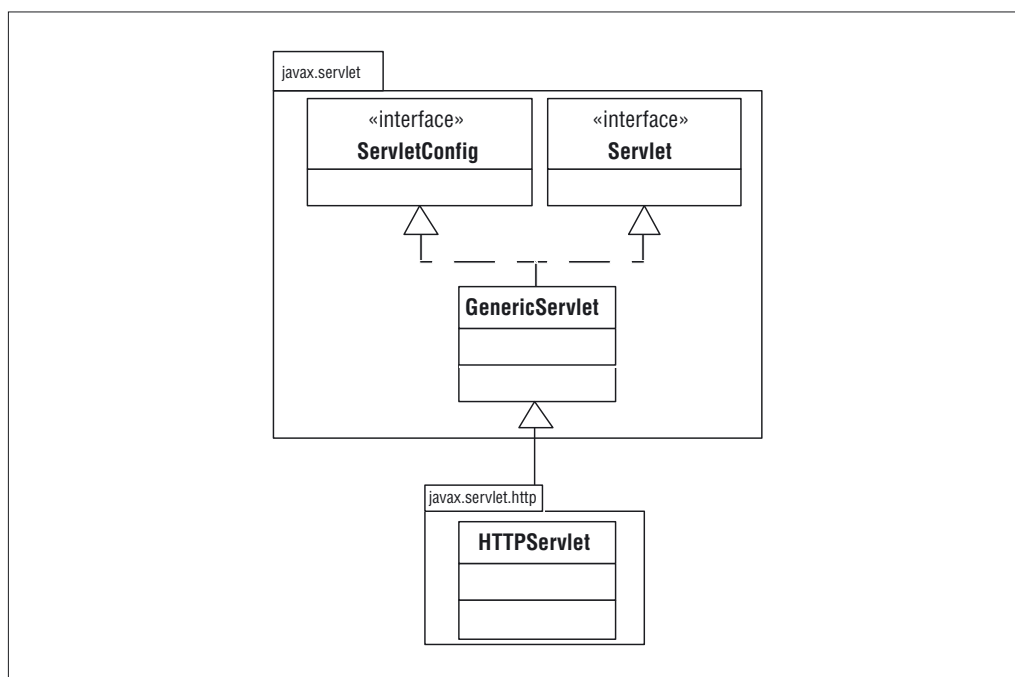 javax.servlet
«interface»
ServletConfig
«interface»
Servlet
GenericServlet
javax.servlet.http
HTTPServlet